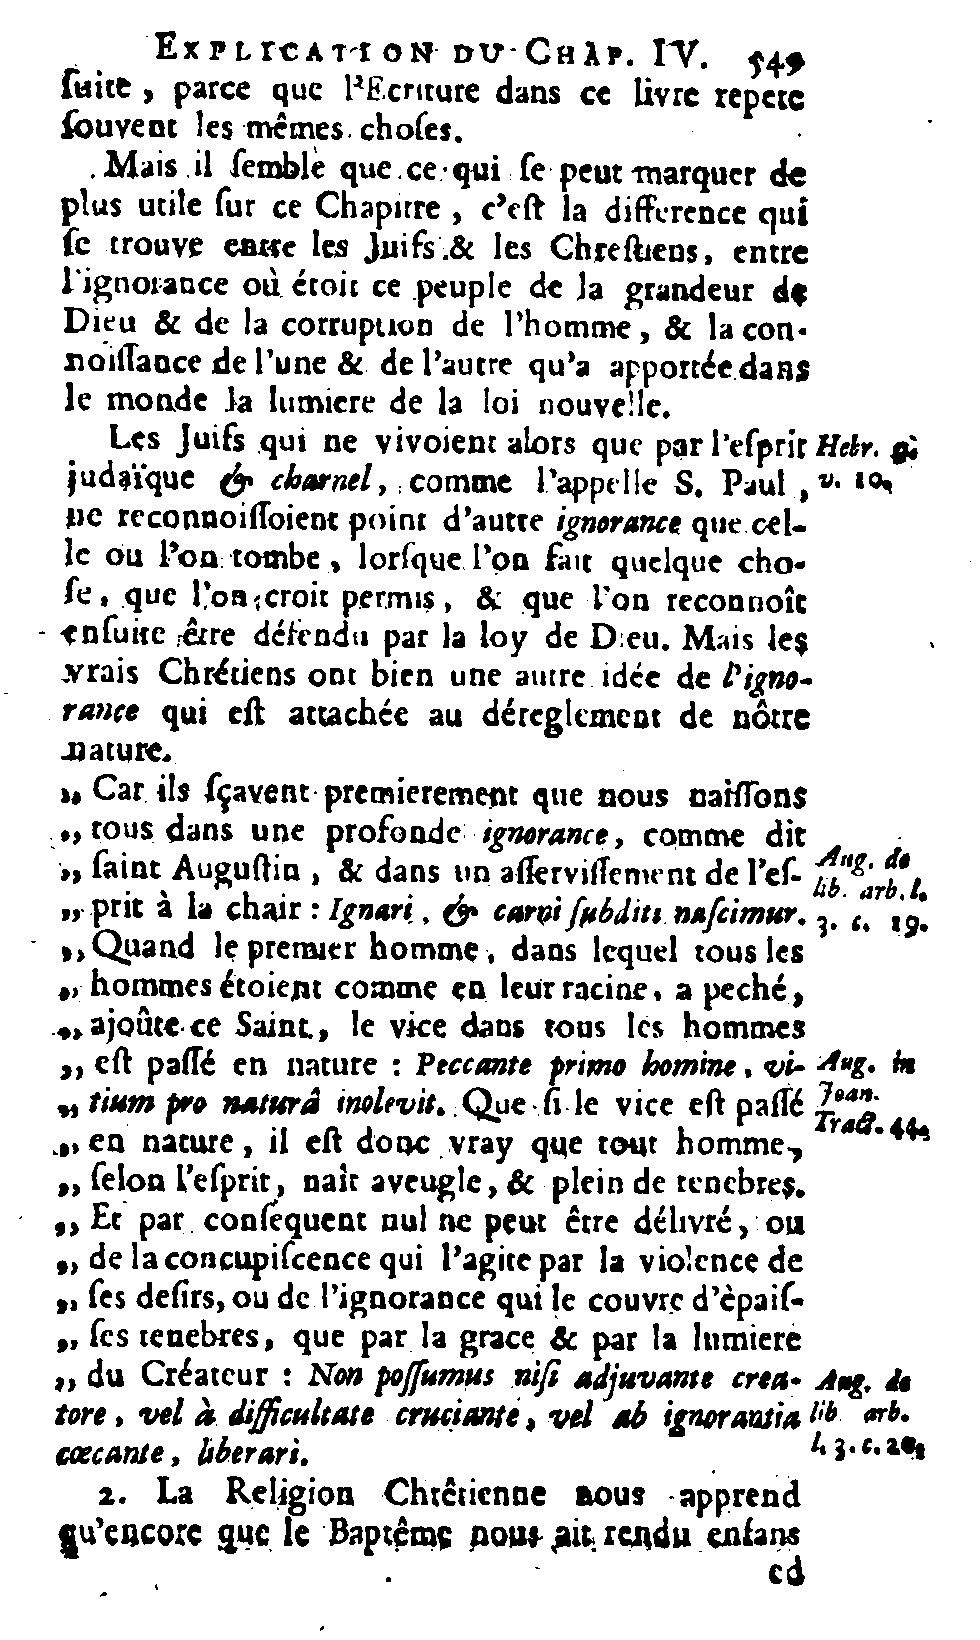 EXPLICATION DU CHAP. IV. 549
ſuite, parce que l'Ecriture dans ce livre repete
ſouvent les mêmes choſes.
Mais il ſemble que ce qui ſe peut marquer de
plus utile ſur ce Chapitre, c'eſt la difference qui
ſe trouve entre les Juifs & les Chreſtiens, entre
l'ignorance où étoit ce peuple de la grandeur de
Dieu & de la corruption de l'homme, & la con-
noiſſance de l'une & de l'autre qu'a apportée dans
le monde la lumiere de la loi nouvelle.
Les Juifs qui ne vivoient alors que par l'eſprit Hebr. 9.
judaïque & charnel, comme l'appelle S. Paul, v. 10.
ne reconnoiſſoient point d'autre ignorance que cel-
le ou l'on tombe, lorſque l'on fait quelque cho-
ſe, que l'on croit permis, & que l'on reconnoît
enſuite être défendu par la loy de Dieu. Mais les
vrais Chrétiens ont bien une autre idée de l'igno-
rance qui eſt attachée au déreglement de nôtre
nature.
„ Car ils ſçavent premierement que nous naiſſons
„ tous dans une profonde ignorance, comme dit
„ ſaint Auguſtin, & dans un aſſerviſſement de l'eſ- Aug. de
„ prit à la chair : Ignari, & carni ſubditi naſcimur. lib. arb. l.
„ Quand le premier homme, dans lequel tous les 3. c. 19.
„ hommes étoient comme en leur racine, a peché,
„ ajoûte ce Saint, le vice dans tous les hommes
„ eſt paſſé en nature : Peccante primo homine, vi- Aug. in
„ tium pro naturâ inolevit. Que ſi le vice eſt paſſé Joan.
„ en nature, il eſt donc vray que tout homme, Tract. 44.
„ ſelon l'eſprit, naît aveugle, & plein de tenebres.
„ Et par conſequent nul ne peut être délivré, ou
„ de la concupiſcence qui l'agite par la violence de
„ ſes deſirs, ou de l'ignorance qui le couvre d'èpaiſ-
„ ſes tenebres, que par la grace & par la lumiere
„ du Créateur : Non poſſumus niſi adjuvante crea- Aug. de
tore, vel à difficultate cruciante, vel ab ignorantia lib. arb.
cœcante, liberari. l. 3. c. 20.
2. La Religion Chrêtienne nous apprend
qu'encore que le Baptême nous ait rendu enfans
cd